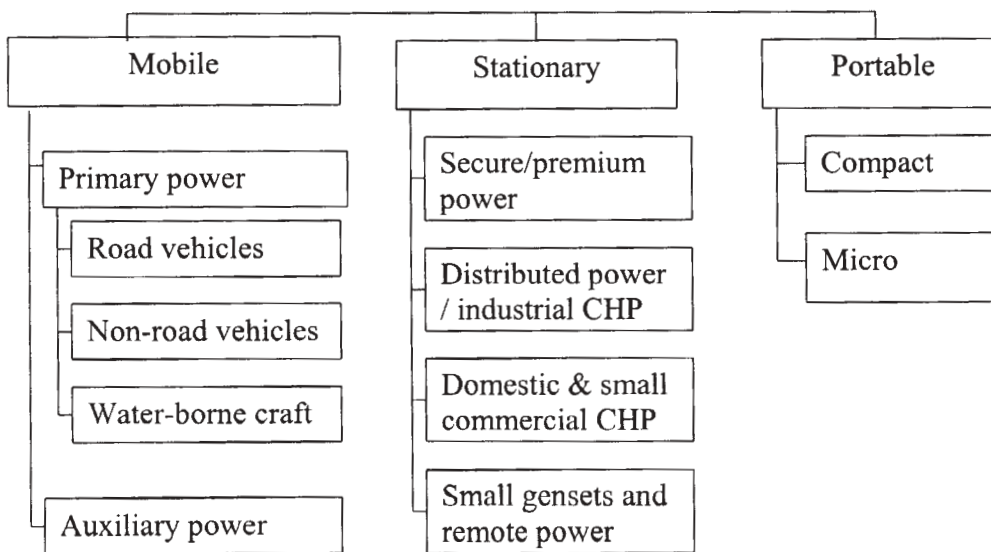 Mobile
Stationary
Portable
Primary power
Road vehicles
Non-road vehicles
Water-borne craft
Auxiliary power
Secure/premium
power
Distributed power
/ industrial CHP
Domestic & small
commercial CHP
Small gensets and
remote power
Compact
Micro